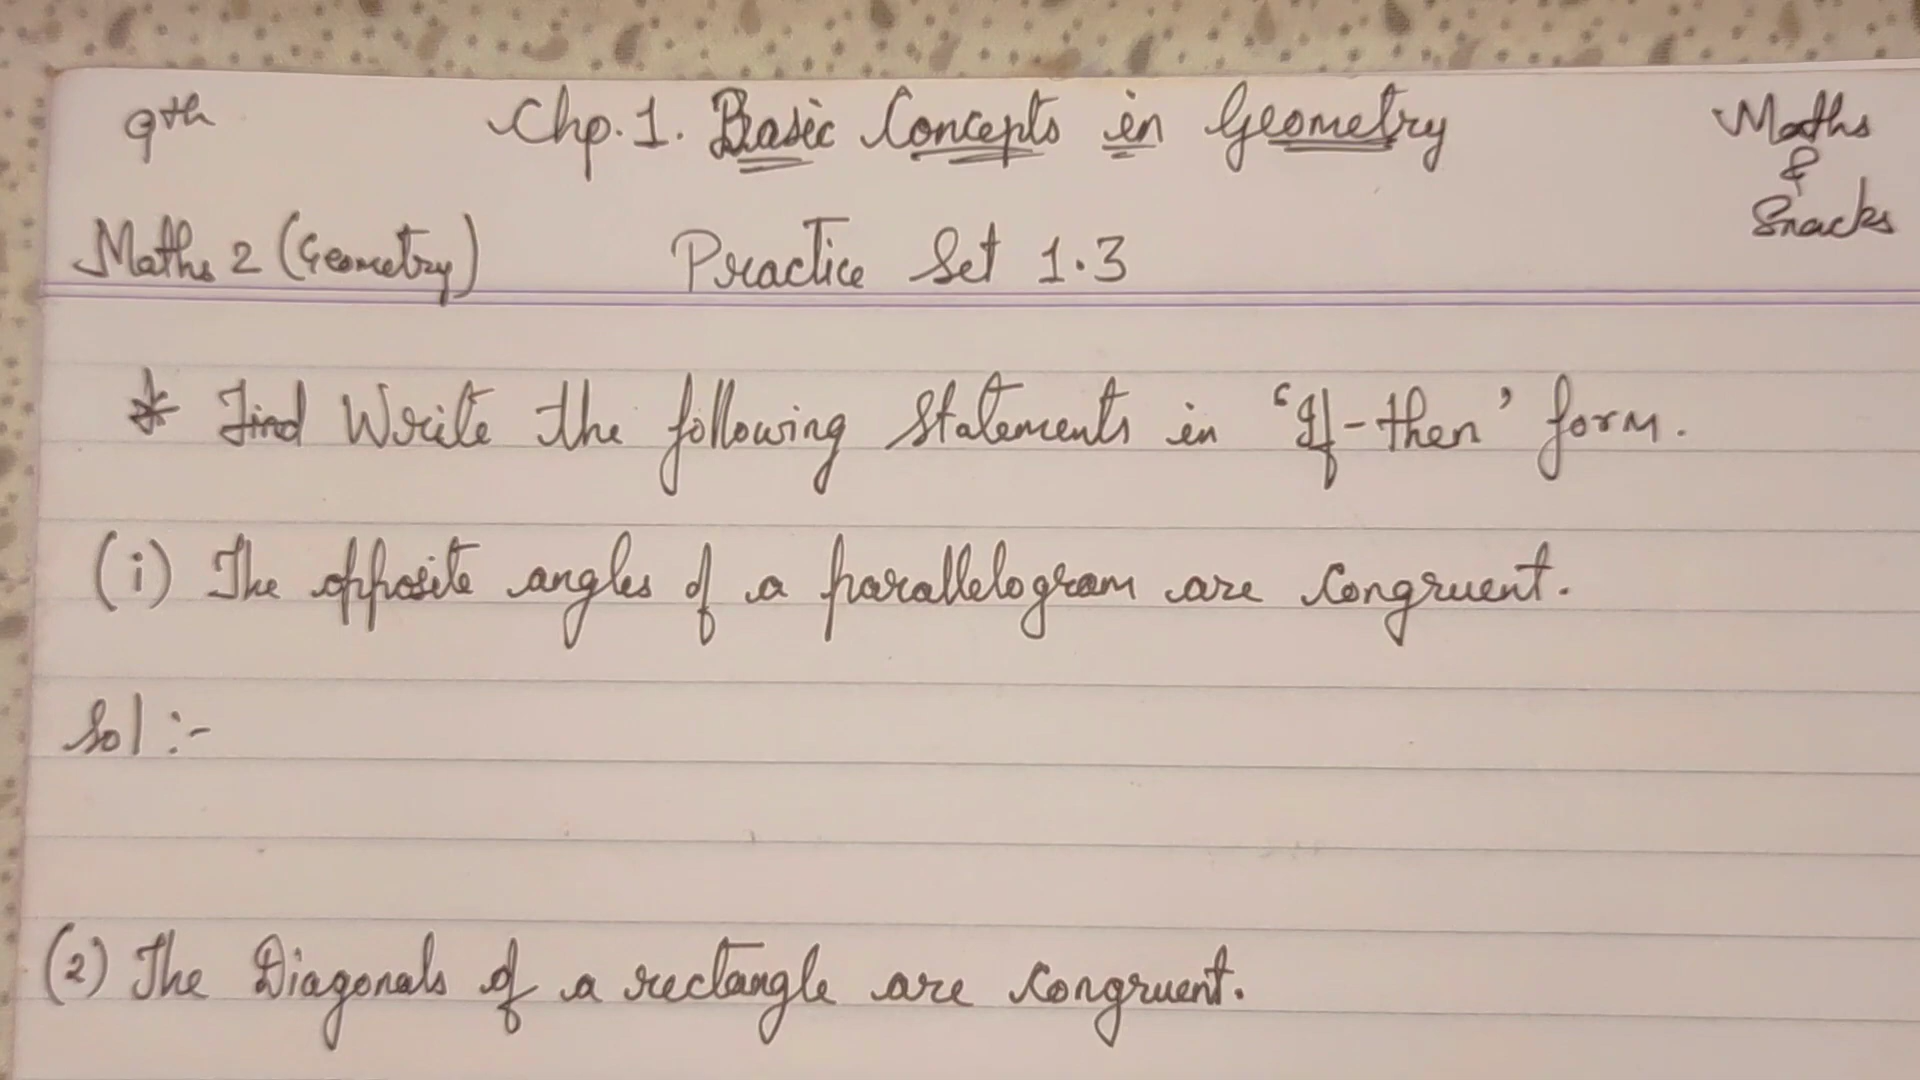 9th Chp. 1. Basic Concepts in Geometry Maths
&
Snacks
Maths 2 (Geometry) Practice Set 1.3
* Find Write the following Statements in 'If-then' form.
(i) The opposite angles of a parallelogram are Congruent.
Sol :-
(2) The Diagonals of a rectangle are Congruent.